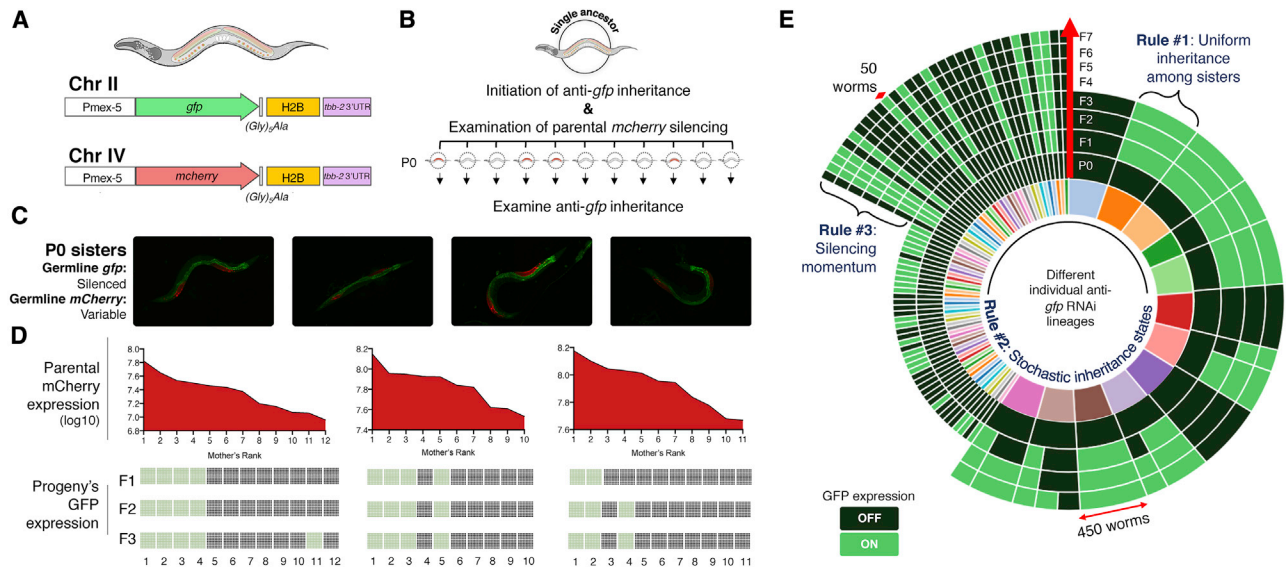 A
Chr II
Pmex-5 gfp H2B tbb-2 3'UTR
(Gly)5Ala
Chr IV
Pmex-5 mcherry H2B tbb-2 3'UTR
(Gly)5Ala
B
Single ancestor
Initiation of anti-gfp inheritance
&
Examination of parental mcherry silencing
P0
Examine anti-gfp inheritance
C
P0 sisters
Germline gfp:
Silenced
Germline mCherry:
Variable
D
Parental
mCherry
expression
(log10)
8.0
7.8
7.6
7.4
7.2
7.0
6.8
1 2 3 4 5 6 7 8 9 10 11 12
Mother's Rank
8.2
8.0
7.8
7.6
7.4
1 2 3 4 5 6 7 8 9 10
Mother's Rank
8.2
8.0
7.8
7.6
1 2 3 4 5 6 7 8 9 10 11
Mother's Rank
Progeny's
GFP
expression
F1
F2
F3
1 2 3 4 5 6 7 8 9 10 11 12
1 2 3 4 5 6 7 8 9 10
1 2 3 4 5 6 7 8 9 10 11
E
F7
F6
F5
F4
F3
F2
F1
P0
Rule #1: Uniform
inheritance
among sisters
50
worms
Rule #3:
Silencing
momentum
Different
individual anti-
gfp RNAi
lineages
Rule #2: Stochastic inheritance states
450 worms
GFP expression
OFF
ON